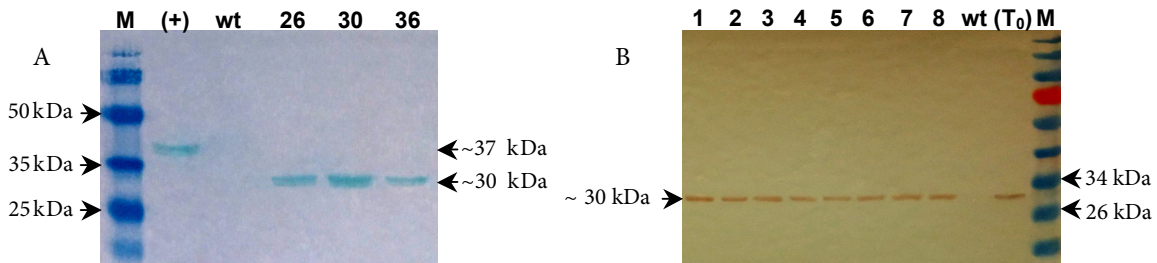 M (+) wt 26 30 36
A
50 kDa
35 kDa
25 kDa
~37 kDa
~30 kDa
1 2 3 4 5 6 7 8 wt (T₀) M
B
~ 30 kDa
34 kDa
26 kDa